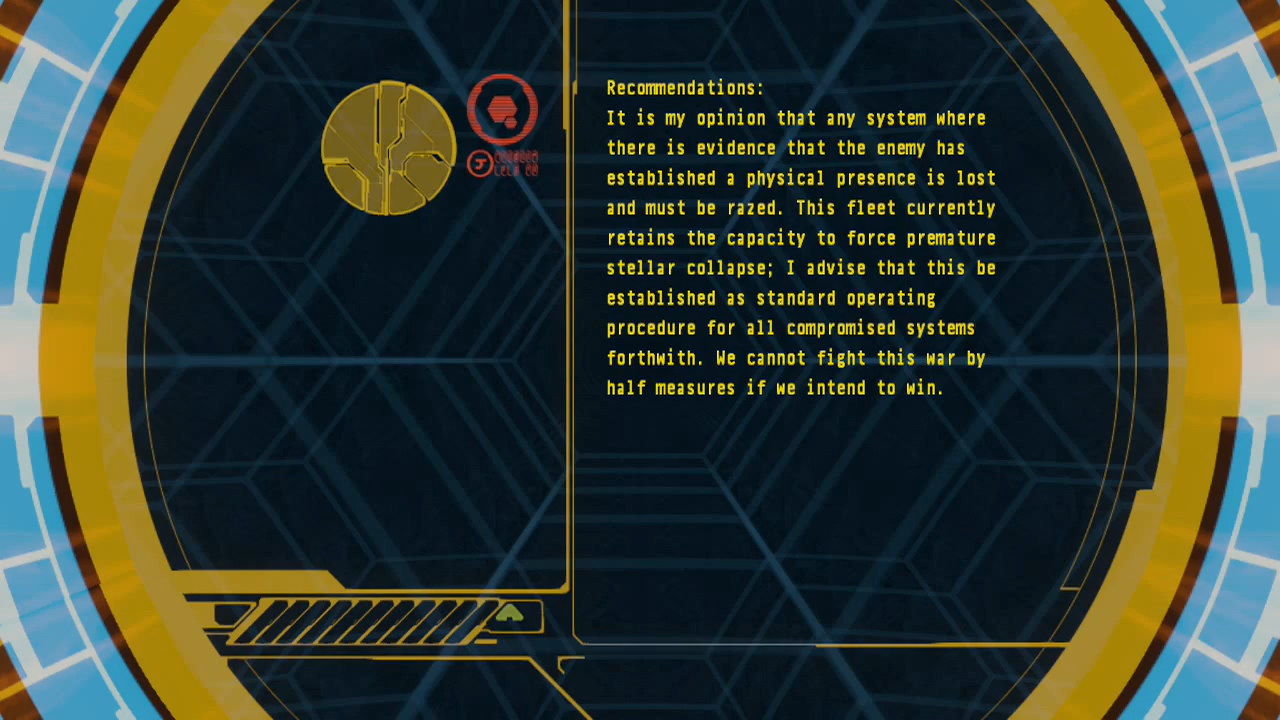 Recommendations:
It is my opinion that any system where
there is evidence that the enemy has
established a physical presence is lost
and must be razed. This fleet currently
retains the capacity to force premature
stellar collapse; I advise that this be
established as standard operating
procedure for all compromised systems
forthwith. We cannot fight this war by
half measures if we intend to win.